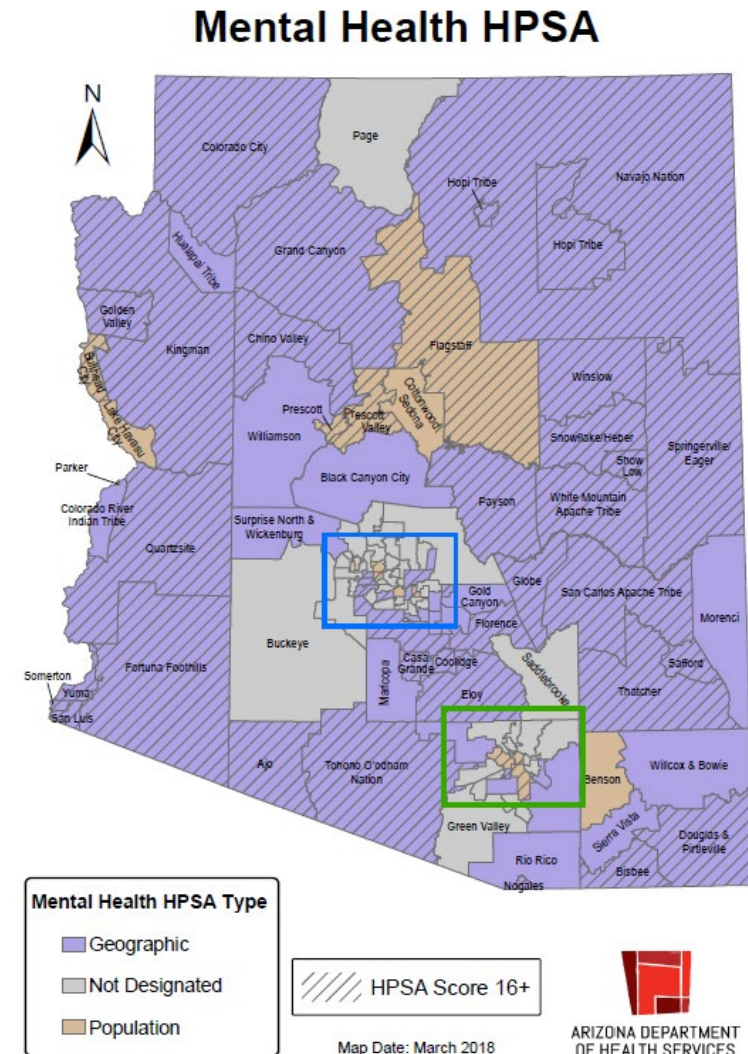 Mental Health HPSA
N
Page
Colorado City
Navajo Nation
Hopi Tribe
Hualapai Tribe
Hopi Tribe
Grand Canyon
Golden
Valley
Kingman
Chino Valley
Flagstaff
Bullhead
City
Winslow
Lake Havasu
City
Cottonwood/
Sedona
Prescott
Prescott
Valley
Williamson
Snowflake/Heber
Springerville/
Eager
Show
Low
Parker
Black Canyon City
Payson
White Mountain
Apache Tribe
Colorado River
Indian Tribe
Surprise North &
Wickenburg
Quartzsite
Globe
San Carlos Apache Tribe
Gold
Canyon
Morenci
Florence
Buckeye
Saddlebrooke
Casa
Grande
Coolidge
Safford
Somerton
Fortuna Foothills
Maricopa
Thatcher
Yuma
Eloy
San Luis
Ajo
Tohono O'odham
Nation
Benson
Willcox & Bowie
Green Valley
Sierra Vista
Douglas &
Pirtleville
Rio Rico
Bisbee
Nogales
Mental Health HPSA Type
Geographic
Not Designated
Population
HPSA Score 16+
Map Date: March 2018
ARIZONA DEPARTMENT
OF HEALTH SERVICES